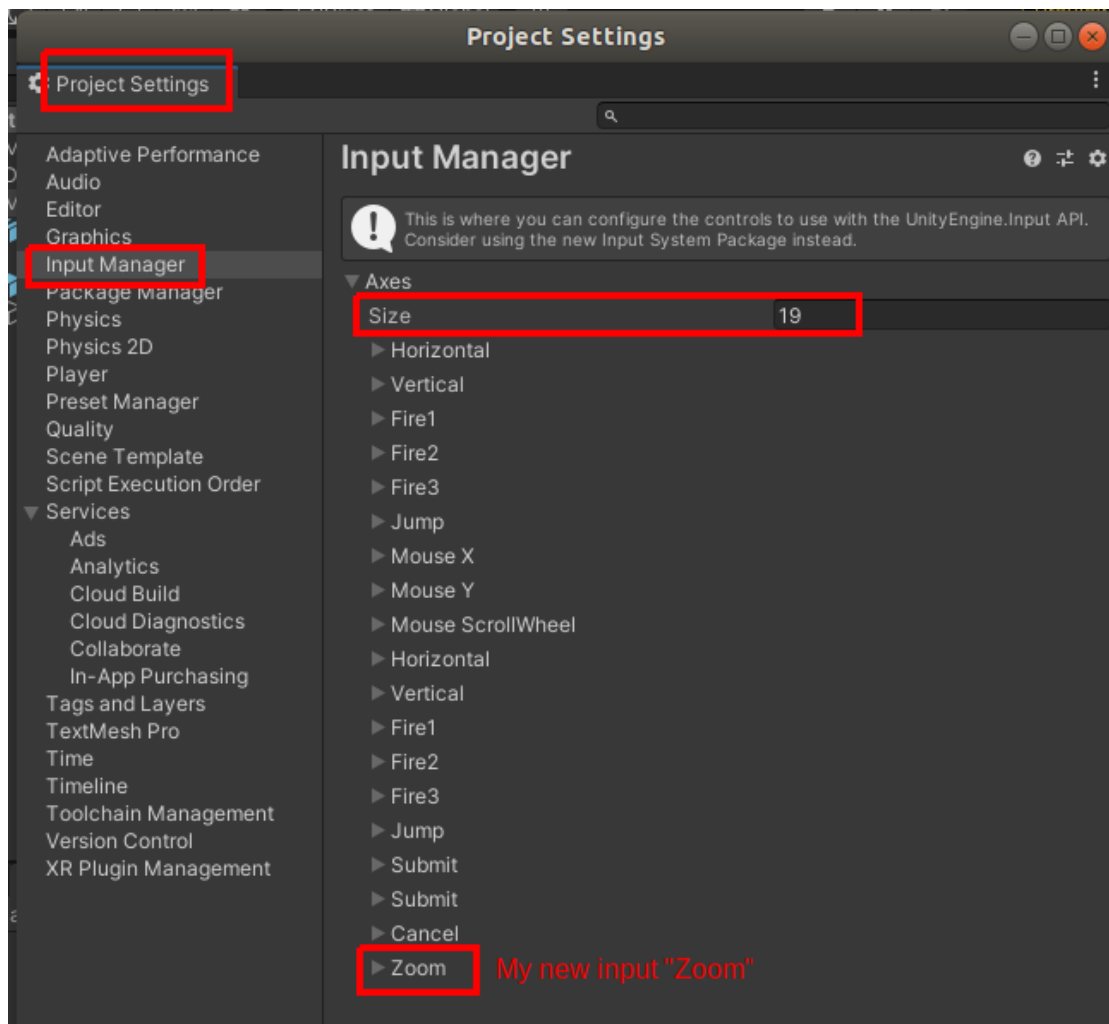 Project Settings
Project Settings
Adaptive Performance
Audio
Editor
Graphics
Input Manager
Package Manager
Physics
Physics 2D
Player
Preset Manager
Quality
Scene Template
Script Execution Order
Services
Ads
Analytics
Cloud Build
Cloud Diagnostics
Collaborate
In-App Purchasing
Tags and Layers
TextMesh Pro
Time
Timeline
Toolchain Management
Version Control
XR Plugin Management
Input Manager
This is where you can configure the controls to use with the UnityEngine.Input API.
Consider using the new Input System Package instead.
Axes
Size 19
Horizontal
Vertical
Fire1
Fire2
Fire3
Jump
Mouse X
Mouse Y
Mouse ScrollWheel
Horizontal
Vertical
Fire1
Fire2
Fire3
Jump
Submit
Submit
Cancel
Zoom My new input "Zoom"